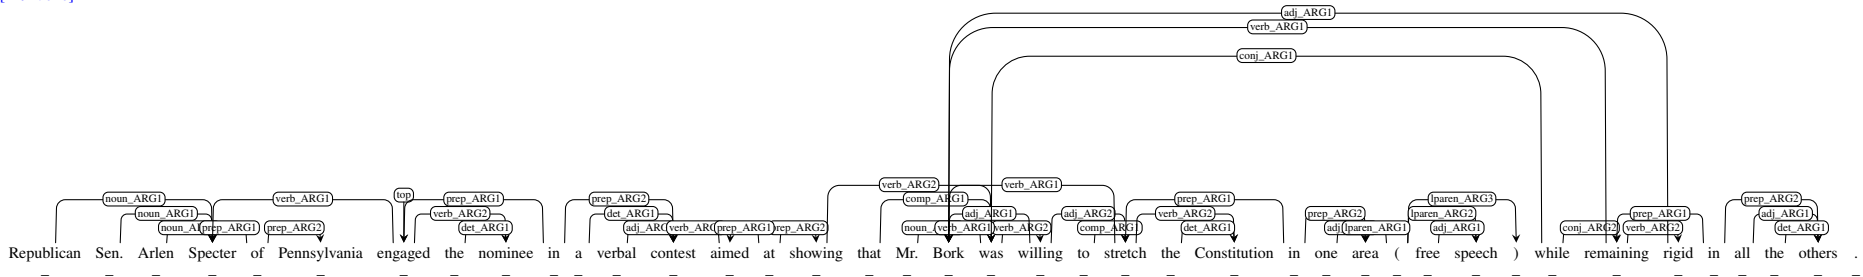 adj_ARG1
verb_ARG1
conj_ARG1
verb_ARG2 verb_ARG1
noun_ARG1 verb_ARG1 top prep_ARG1 prep_ARG2 comp_ARG1 prep_ARG1 lparen_ARG3 prep_ARG2
noun_ARG1 verb_ARG2 det_ARG1 adj_ARG1 adj_ARG2 verb_ARG2 prep_ARG2 lparen_ARG2 prep_ARG1 adj_ARG1
prep_ARG1 prep_ARG2 det_ARG1 prep_ARG1 verb_ARG1 verb_ARG2 comp_ARG1 det_ARG1 lparen_ARG1 adj_ARG1 conj_ARG2 verb_ARG2 det_ARG1
Republican Sen. Arlen Specter of Pennsylvania engaged the nominee in a verbal contest aimed at showing that Mr. Bork was willing to stretch the Constitution in one area ( free speech ) while remaining rigid in all the others .